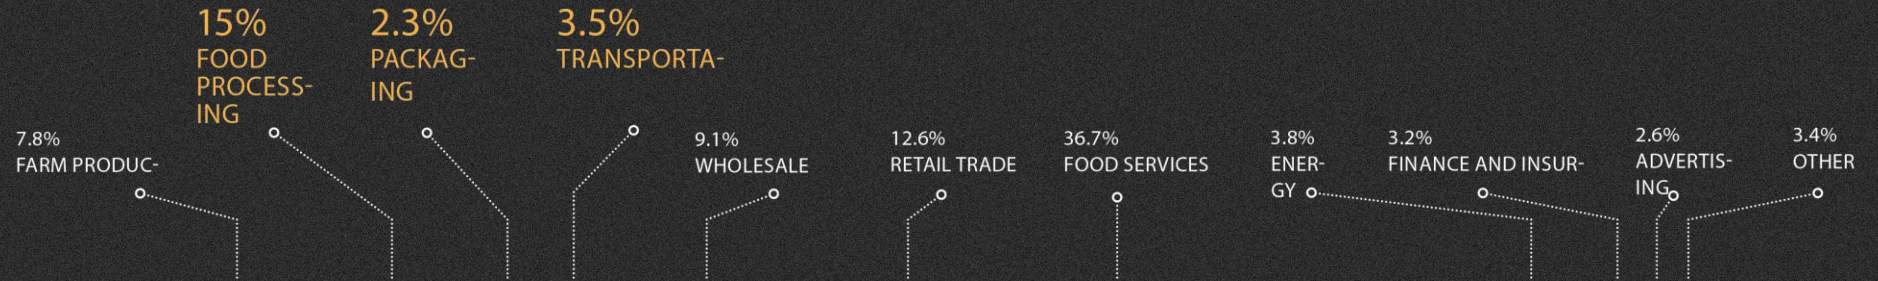 15%
FOOD
PROCESS-
ING
2.3%
PACKAG-
ING
3.5%
TRANSPORTA-
7.8%
FARM PRODUC-
9.1%
WHOLESALE
12.6%
RETAIL TRADE
36.7%
FOOD SERVICES
3.8%
ENER-
GY
3.2%
FINANCE AND INSUR-
2.6%
ADVERTIS-
ING
3.4%
OTHER